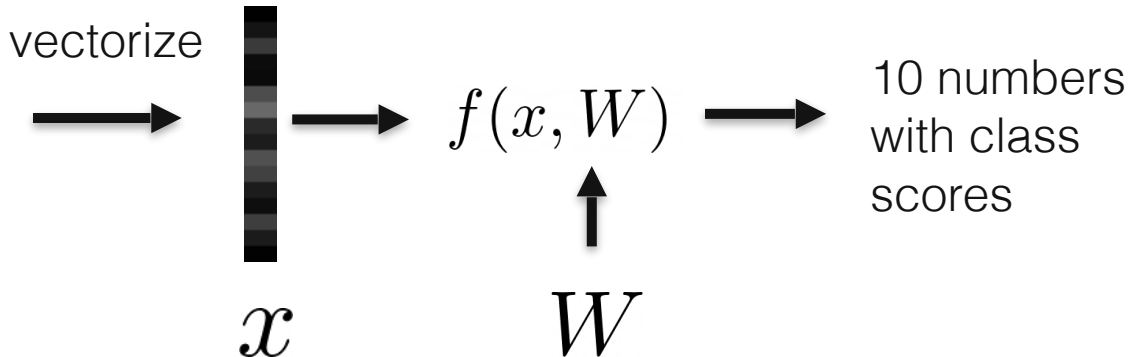 vectorize
f(x, W)
10 numbers
with class
scores
x
W